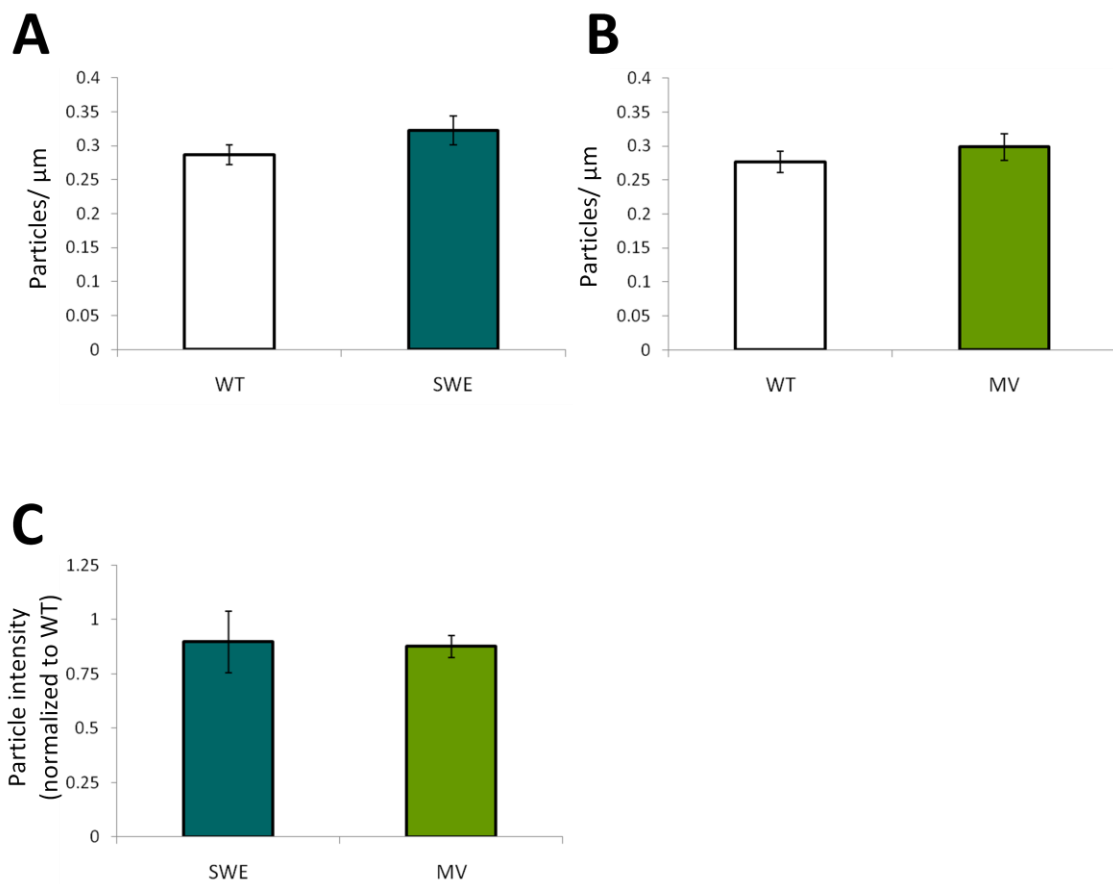 A
Particles/ μm
0.4
0.35
0.3
0.25
0.2
0.15
0.1
0.05
0
WT
SWE
B
Particles/ μm
0.4
0.35
0.3
0.25
0.2
0.15
0.1
0.05
0
WT
MV
C
Particle intensity
(normalized to WT)
1.25
1
0.75
0.5
0.25
0
SWE
MV